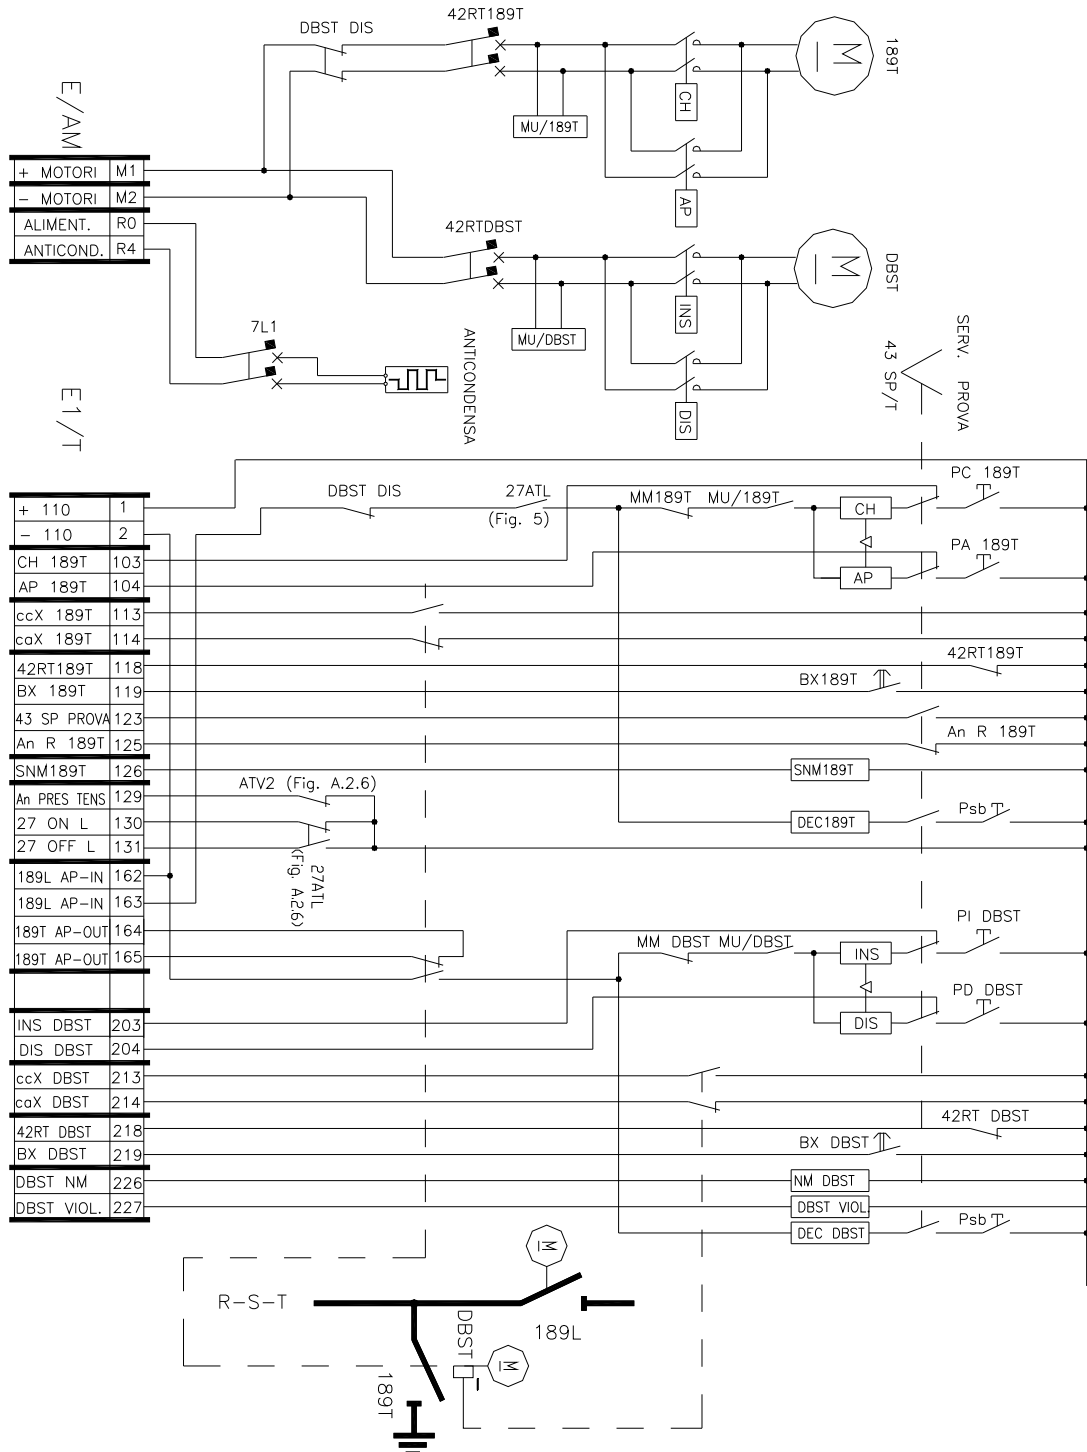 42RT189T
DBST DIS
189T
M
CH
MU/189T
AP
E/AM
+ MOTORI M1
- MOTORI M2
ALIMENT. R0
ANTICOND. R4
42RTDBST
M
DBST
INS
MU/DBST
DIS
7L1
ANTICONDENSA
SERV. PROVA
43 SP/T
E1/T
+ 110 1
- 110 2
CH 189T 103
AP 189T 104
ccX 189T 113
caX 189T 114
42RT189T 118
BX 189T 119
43 SP PROVA 123
An R 189T 125
SNM189T 126
An PRES TENS 129
27 ON L 130
27 OFF L 131
189L AP-IN 162
189L AP-IN 163
189T AP-OUT 164
189T AP-OUT 165
INS DBST 203
DIS DBST 204
ccX DBST 213
caX DBST 214
42RT DBST 218
BX DBST 219
DBST NM 226
DBST VIOL. 227
DBST DIS
27ATL
(Fig. 5)
MM189T MU/189T
CH
PC 189T
AP
PA 189T
42RT189T
BX189T
An R 189T
SNM189T
ATV2 (Fig. A.2.6)
DEC189T
Psb
27ATL
(Fig. A.2.6)
MM DBST MU/DBST
INS
PI DBST
DIS
PD DBST
42RT DBST
BX DBST
NM DBST
DBST VIOL.
DEC DBST
Psb
M
R-S-T
189L
DBST
M
189T